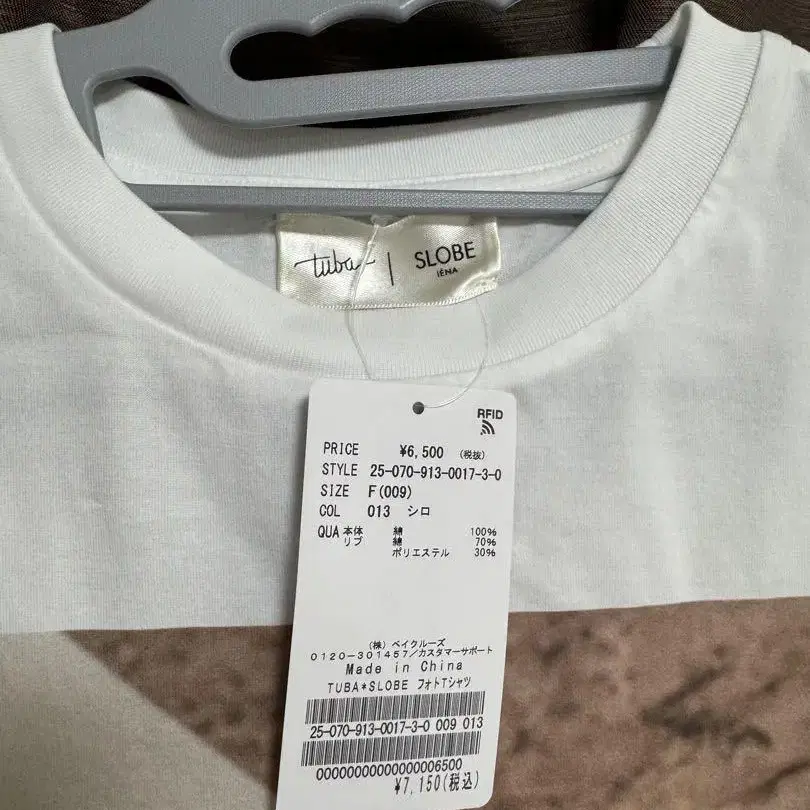 tuba | SLOBE
IÉNA
RFID
PRICE ¥6,500 (税抜)
STYLE 25-070-913-0017-3-0
SIZE F(009)
COL 013 シロ
QUA 本体 綿 100%
リブ 綿 70%
ポリエステル 30%
(株)ベイクルーズ
0120-301457/カスタマーサポート
Made in China
TUBA*SLOBE フォトTシャツ
25-070-913-0017-3-0 009 013
00000000000000006500
¥7,150(税込)